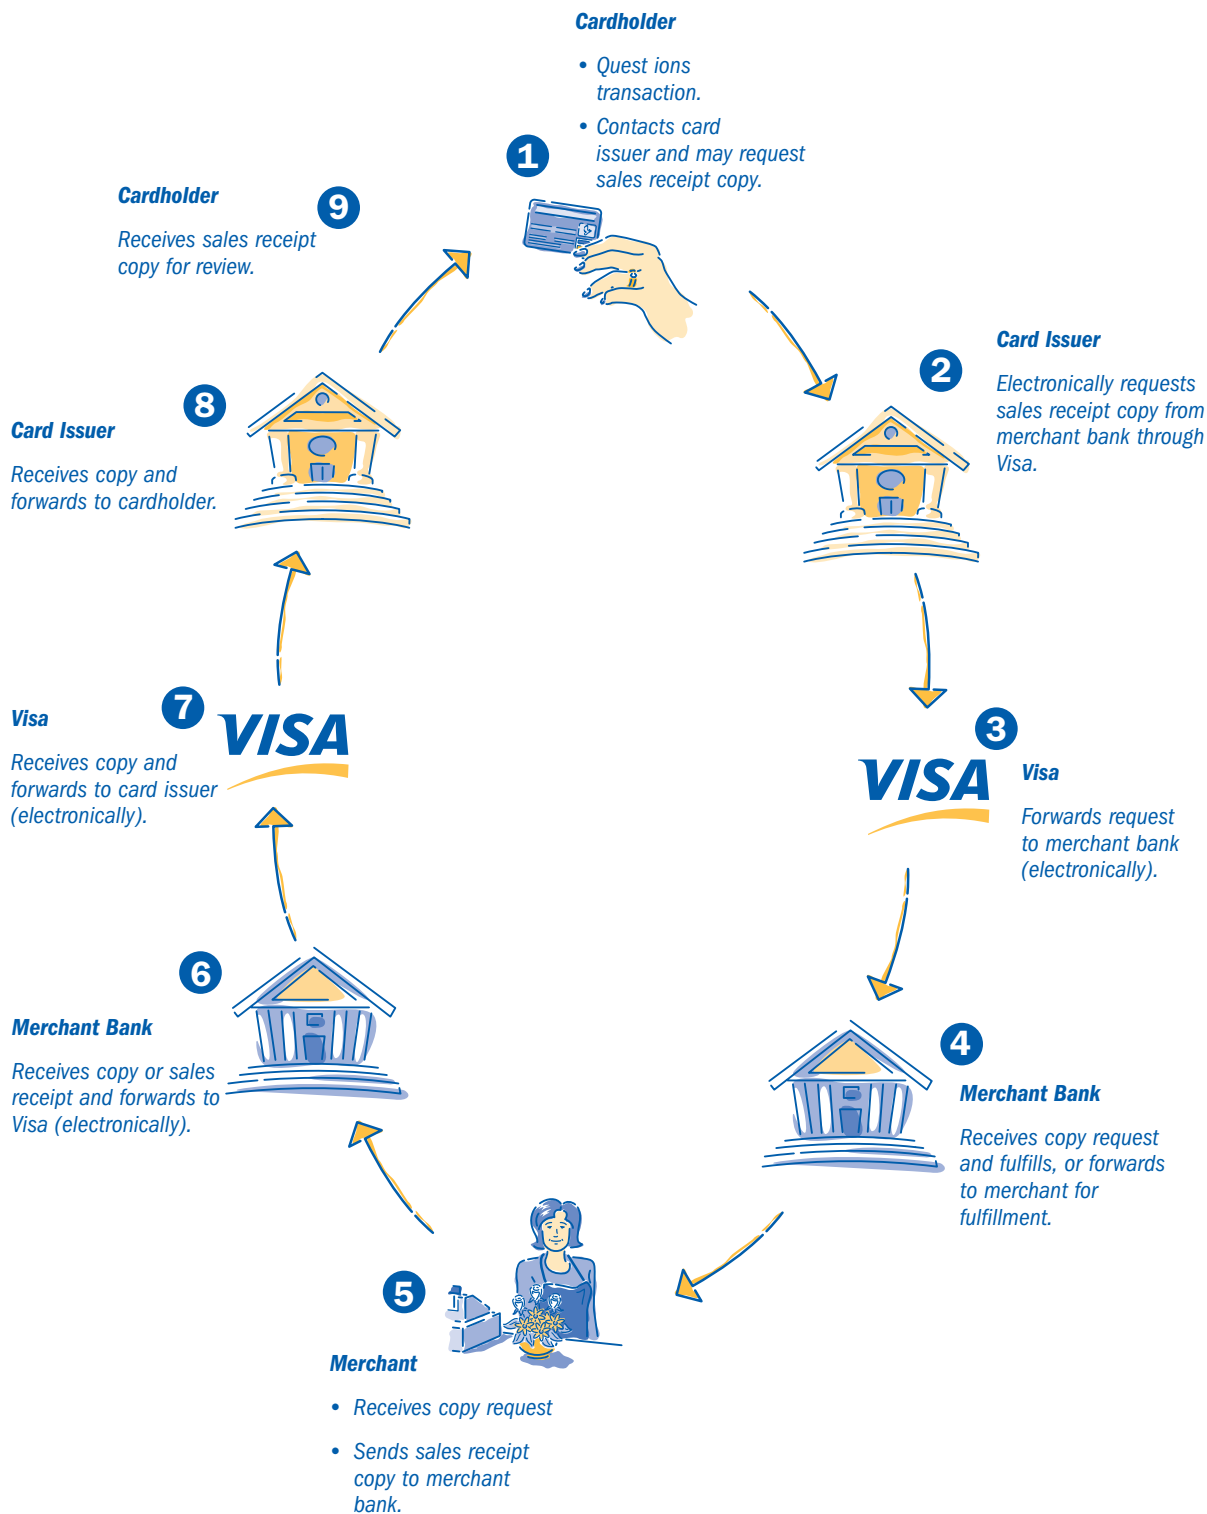 Cardholder
• Quest ions
transaction.
• Contacts card
issuer and may request
sales receipt copy.
1
Cardholder
9
Receives sales receipt
copy for review.
2
Card Issuer
Electronically requests
sales receipt copy from
merchant bank through
Visa.
8
Card Issuer
Receives copy and
forwards to cardholder.
7
Visa
VISA
Receives copy and
forwards to card issuer
(electronically).
3
VISA
Visa
Forwards request
to merchant bank
(electronically).
6
Merchant Bank
Receives copy or sales
receipt and forwards to
Visa (electronically).
4
Merchant Bank
Receives copy request
and fulfills, or forwards
to merchant for
fulfillment.
5
Merchant
• Receives copy request
• Sends sales receipt
copy to merchant
bank.